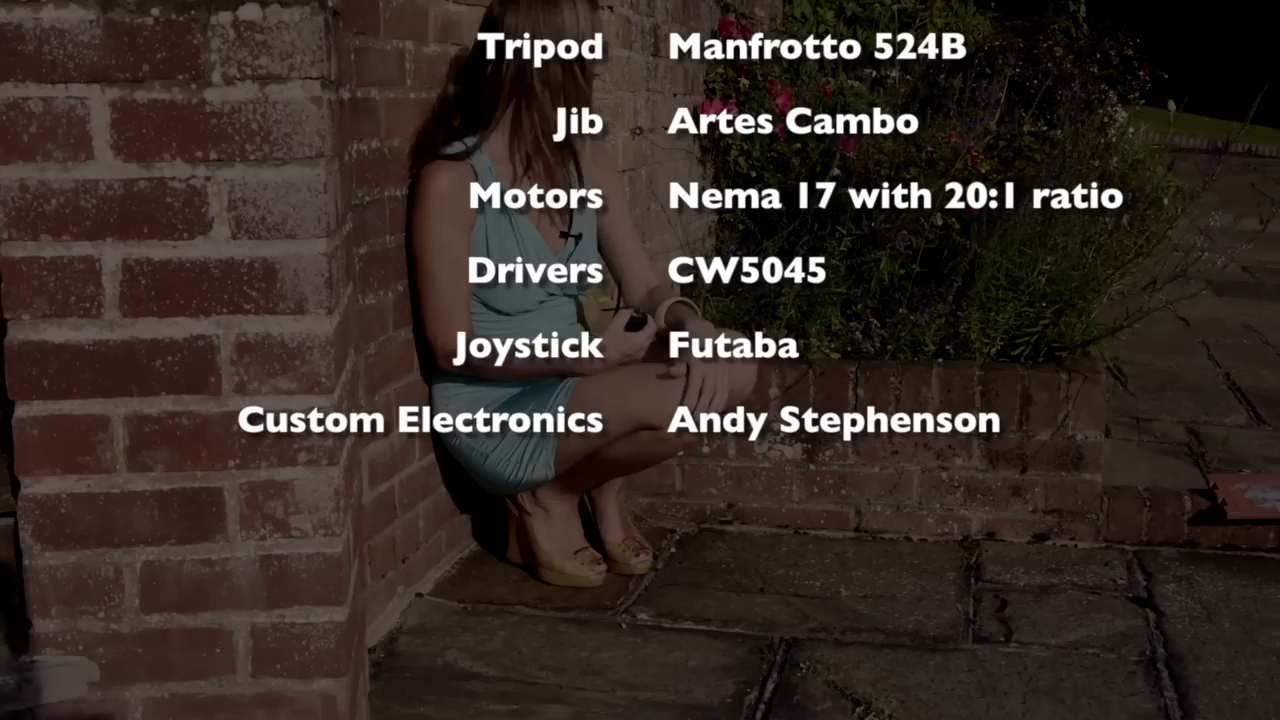 Tripod Manfrotto 524B
Jib Artes Cambo
Motors Nema 17 with 20:1 ratio
Drivers CW5045
Joystick Futaba
Custom Electronics Andy Stephenson